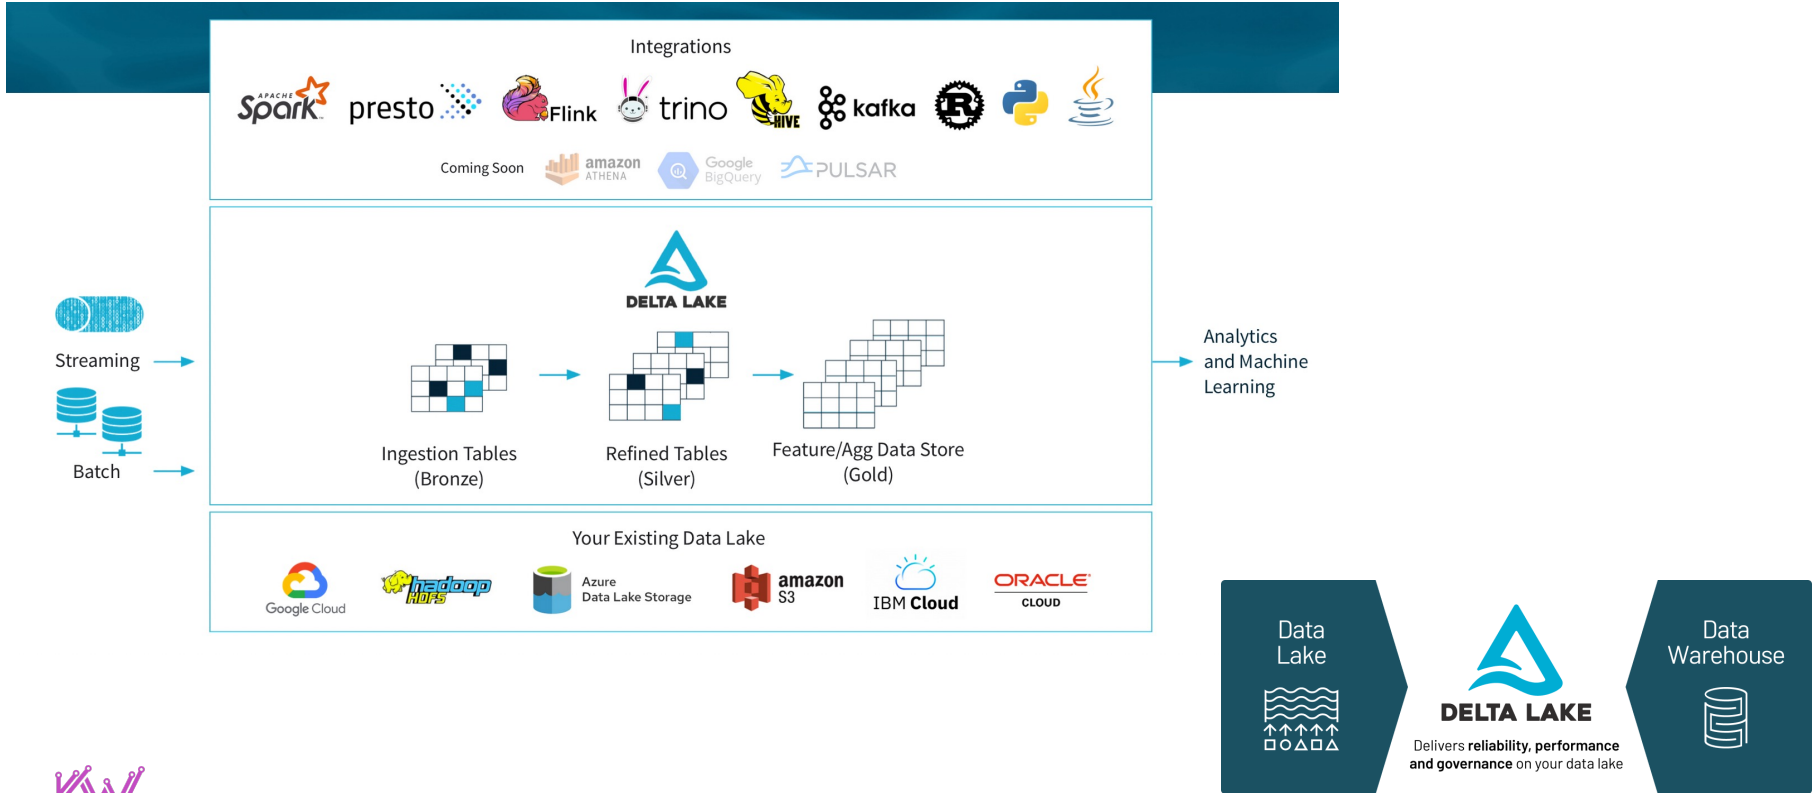 Integrations
APACHE
Spark
presto
Flink
trino
HIVE
kafka
R
Coming Soon
amazon
ATHENA
Google
BigQuery
PULSAR
DELTA LAKE
Streaming
Batch
Ingestion Tables
(Bronze)
Refined Tables
(Silver)
Feature/Agg Data Store
(Gold)
Analytics
and Machine
Learning
Your Existing Data Lake
Google Cloud
hadoop
HDFS
Azure
Data Lake Storage
amazon
S3
IBM Cloud
ORACLE
CLOUD
Data
Lake
DELTA LAKE
Delivers reliability, performance
and governance on your data lake
Data
Warehouse